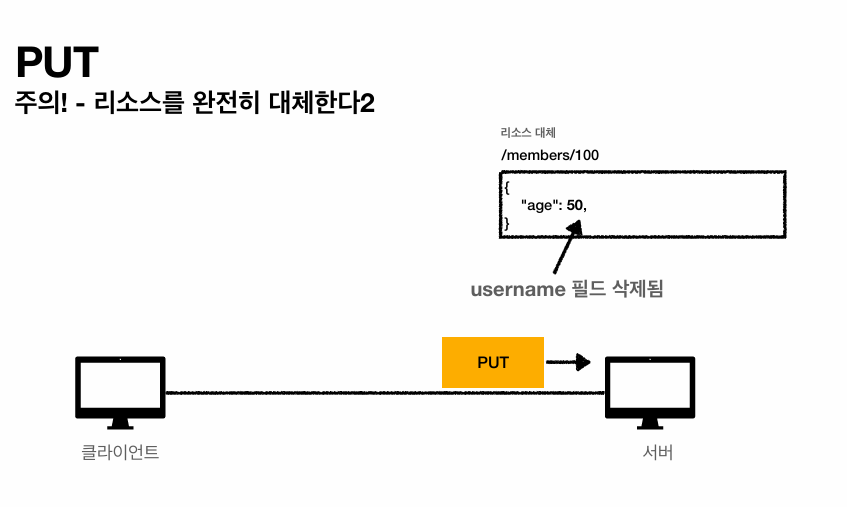 PUT
주의! - 리소스를 완전히 대체한다2
리소스 대체
/members/100
{
"age": 50,
}
username 필드 삭제됨
PUT
클라이언트
서버